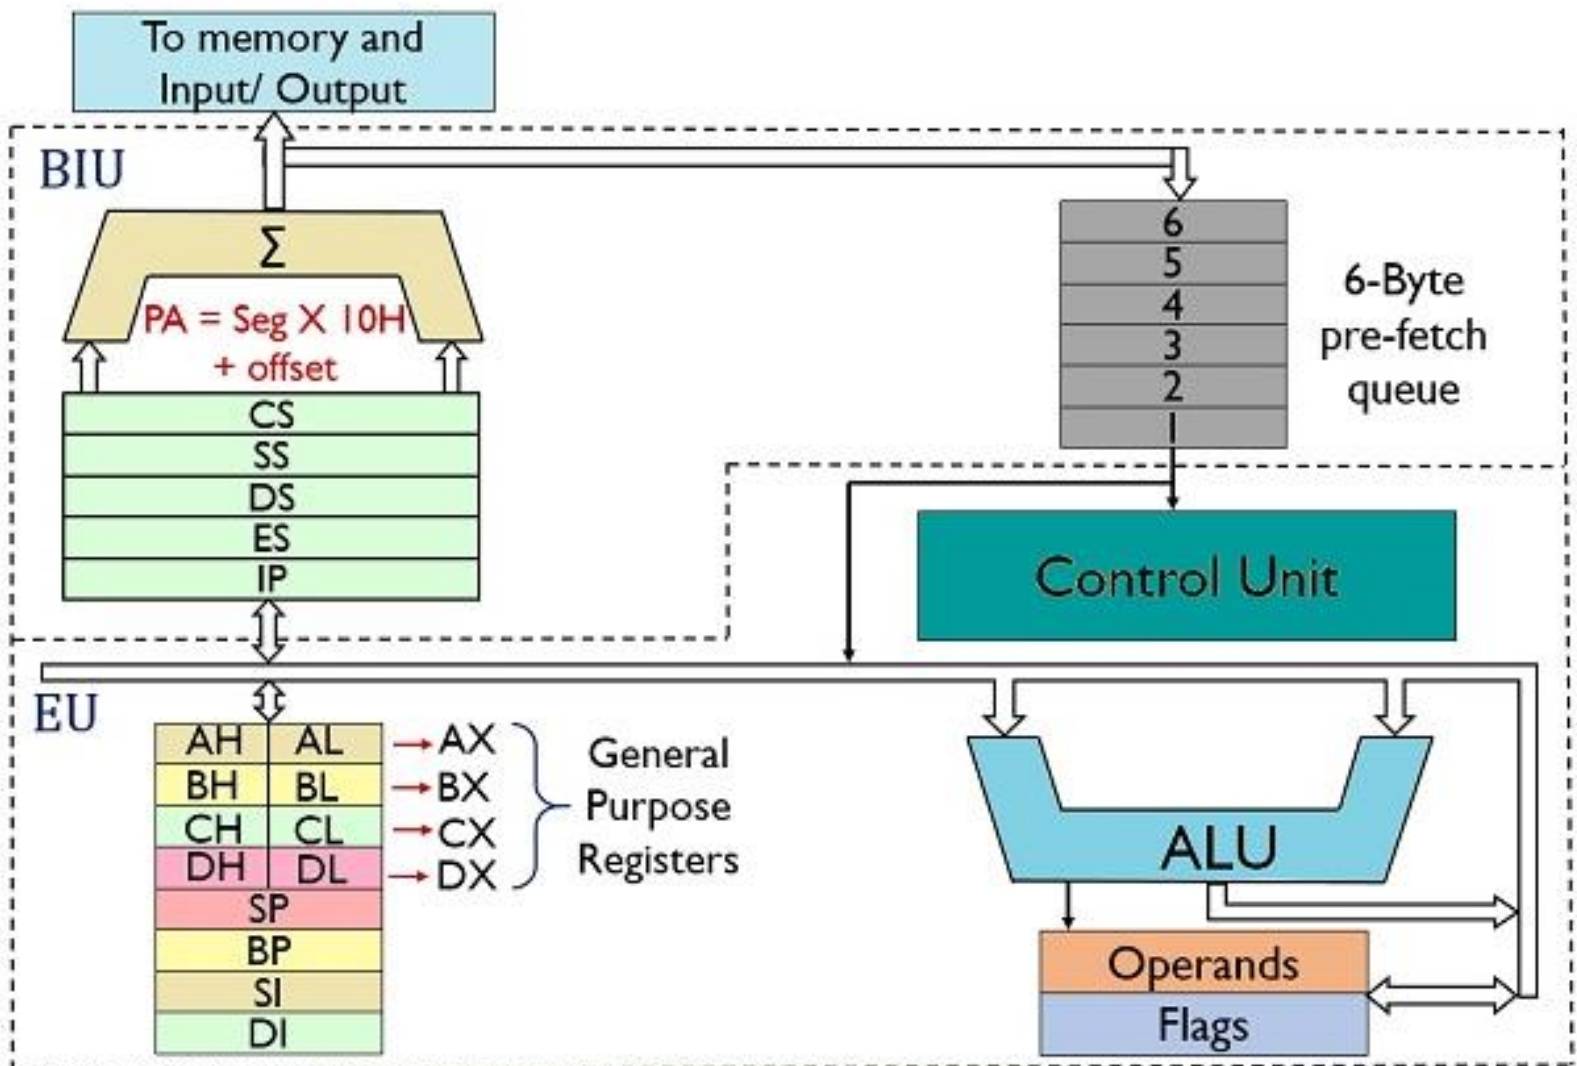 To memory and
Input/ Output
BIU
Σ
PA = Seg X 10H
+ offset
CS
SS
DS
ES
IP
6
5
4
3
2
1
6-Byte
pre-fetch
queue
Control Unit
EU
AH AL → AX
BH BL → BX
CH CL → CX
DH DL → DX
SP
BP
SI
DI
General
Purpose
Registers
ALU
Operands
Flags